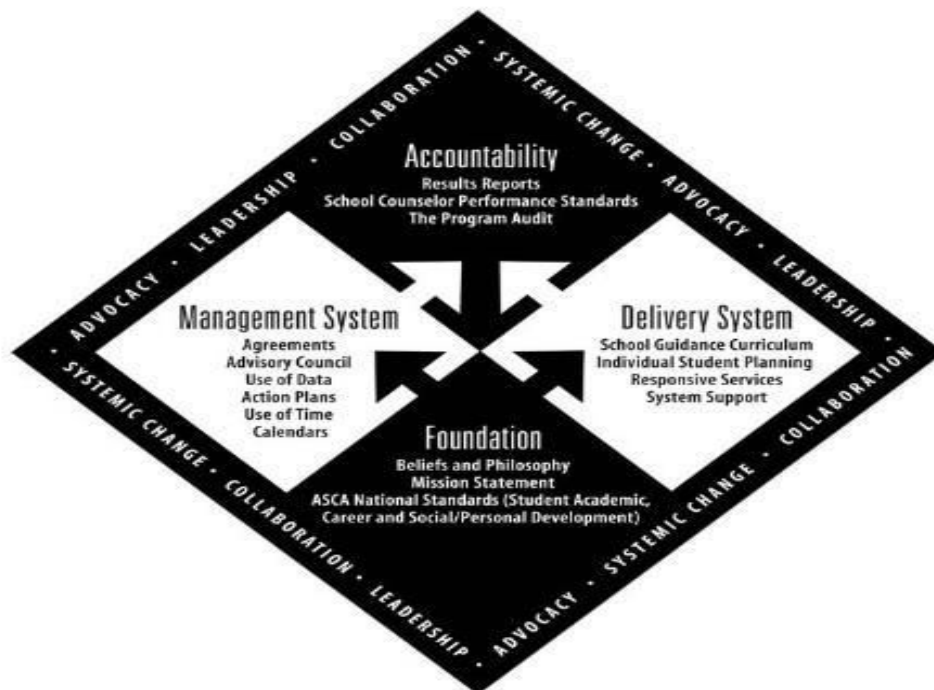 ADVOCACY • LEADERSHIP • COLLABORATION •
SYSTEMIC CHANGE • ADVOCACY • LEADERSHIP •
Accountability
Results Reports
School Counselor Performance Standards
The Program Audit
Management System
Agreements
Advisory Council
Use of Data
Action Plans
Use of Time
Calendars
Delivery System
School Guidance Curriculum
Individual Student Planning
Responsive Services
System Support
Foundation
Beliefs and Philosophy
Mission Statement
ASCA National Standards (Student Academic,
Career and Social/Personal Development)
• SYSTEMIC CHANGE • COLLABORATION • LEADERSHIP •
ADVOCACY • SYSTEMIC CHANGE • COLLABORATION